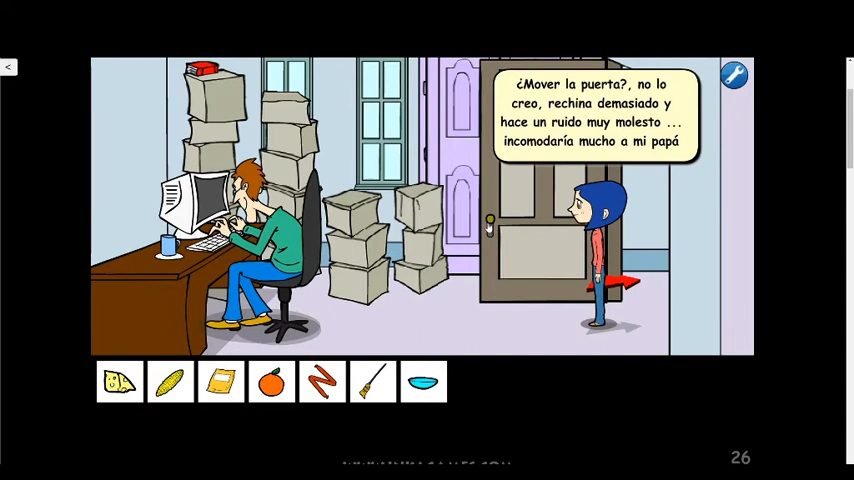 ¿Mover la puerta?, no lo
creo, rechina demasiado y
hace un ruido muy molesto ...
incomodaría mucho a mi papá
<
26